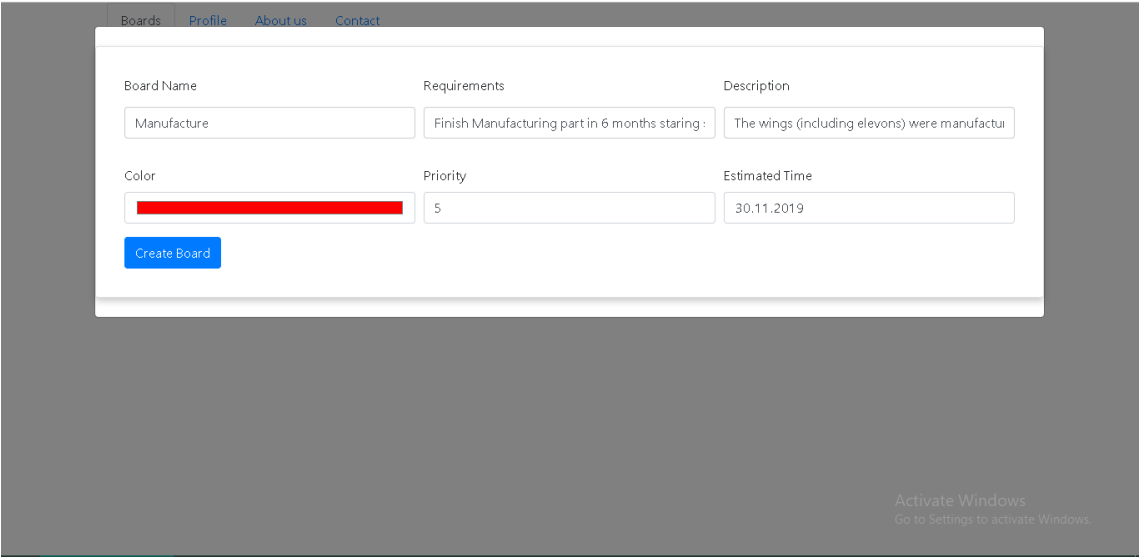 Boards Profile About us Contact
Board Name Requirements Description
Manufacture Finish Manufacturing part in 6 months staring The wings (including elevons) were
Color Priority Estimated Time
5 30.11.2019
Create Board
Activate Windows
Go to Settings to activate Windows.